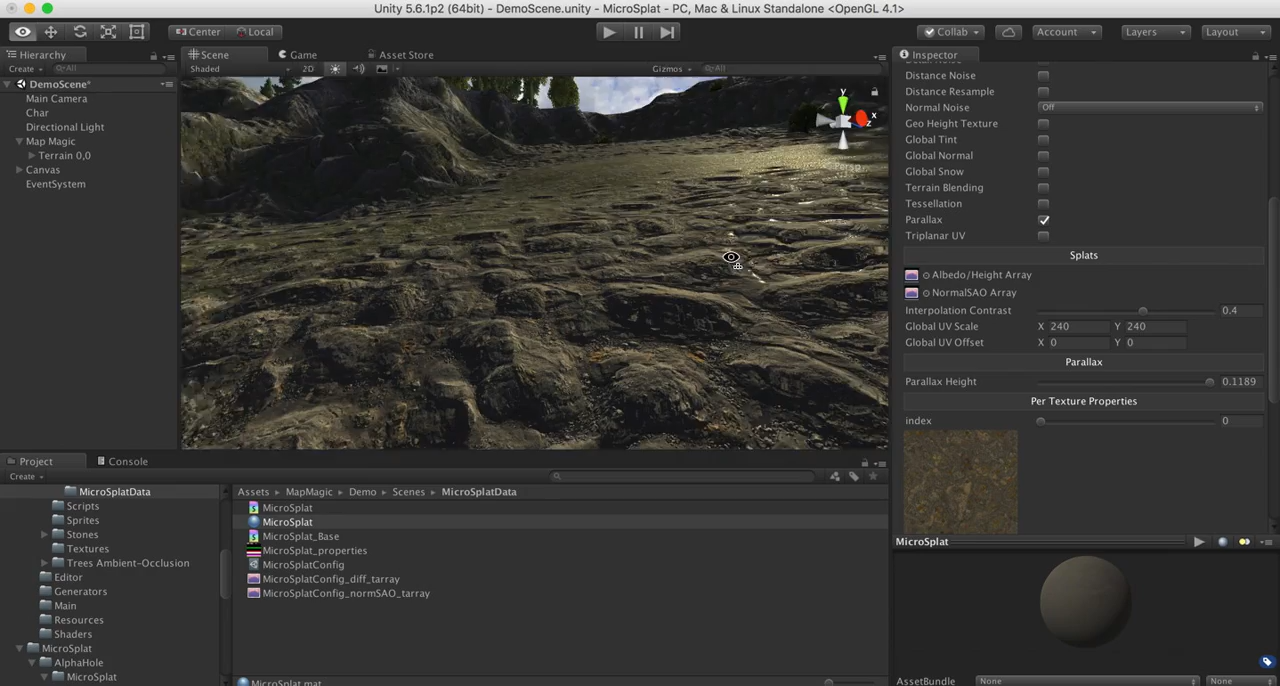 Unity 5.6.1p2 (64bit) - DemoScene.unity - MicroSplat - PC, Mac & Linux Standalone <OpenGL 4.1>
Center Local Collab Account Layers Layout
Hierarchy
Create All
DemoScene*
Main Camera
Char
Directional Light
Map Magic
Terrain 0,0
Canvas
EventSystem
Scene Game Asset Store
Shaded 2D Gizmos All
y
x
z
Persp
Inspector
Distance Noise
Distance Resample
Normal Noise Off
Geo Height Texture
Global Tint
Global Normal
Global Snow
Terrain Blending
Tessellation
Parallax
Triplanar UV
Splats
Albedo/Height Array
NormalSAO Array
Interpolation Contrast 0.4
Global UV Scale X 240 Y 240
Global UV Offset X 0 Y 0
Parallax
Parallax Height 0.1189
Per Texture Properties
index 0
Project Console
Create
MicroSplatData
Scripts
Sprites
Stones
Textures
Trees Ambient-Occlusion
Editor
Generators
Main
Resources
Shaders
MicroSplat
AlphaHole
MicroSplat
Assets ▸ MapMagic ▸ Demo ▸ Scenes ▸ MicroSplatData
MicroSplat
MicroSplat
MicroSplat_Base
MicroSplat_properties
MicroSplatConfig
MicroSplatConfig_diff_tarray
MicroSplatConfig_normSAO_tarray
MicroSplat.mat
MicroSplat
AssetBundle None None